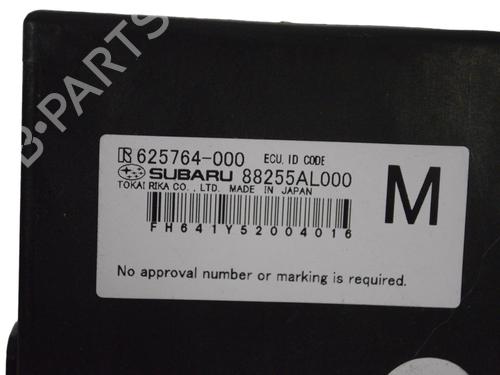 625764-000 ECU. ID CODE
SUBARU 88255AL000
TOKAI RIKA CO., LTD. MADE IN JAPAN
M
FH641Y52004016
No approval number or marking is required.
B-PARTS